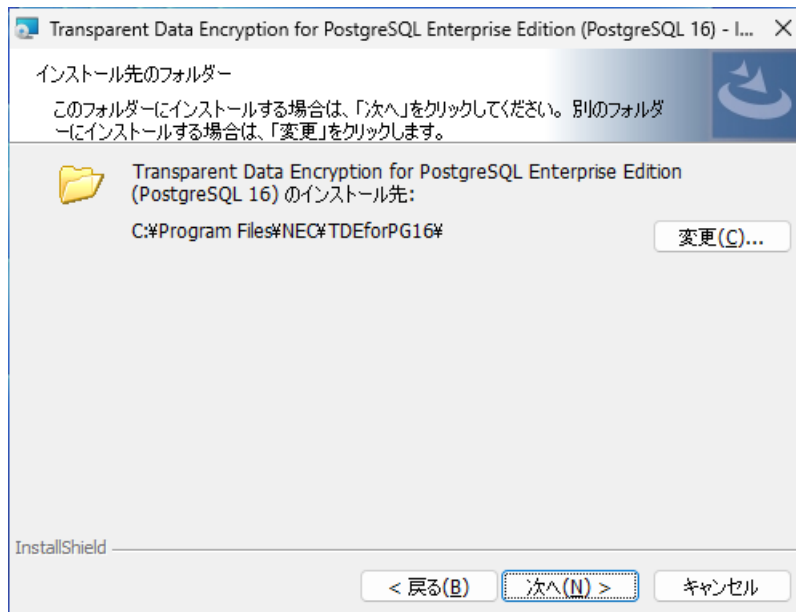 Transparent Data Encryption for PostgreSQL Enterprise Edition (PostgreSQL 16) - I...
インストール先のフォルダー
このフォルダーにインストールする場合は、「次へ」をクリックしてください。別のフォルダ
ーにインストールする場合は、「変更」をクリックします。
Transparent Data Encryption for PostgreSQL Enterprise Edition
(PostgreSQL 16) のインストール先:
C:¥Program Files¥NEC¥TDEforPG16¥
変更(C)...
InstallShield
< 戻る(B)
次へ(N) >
キャンセル